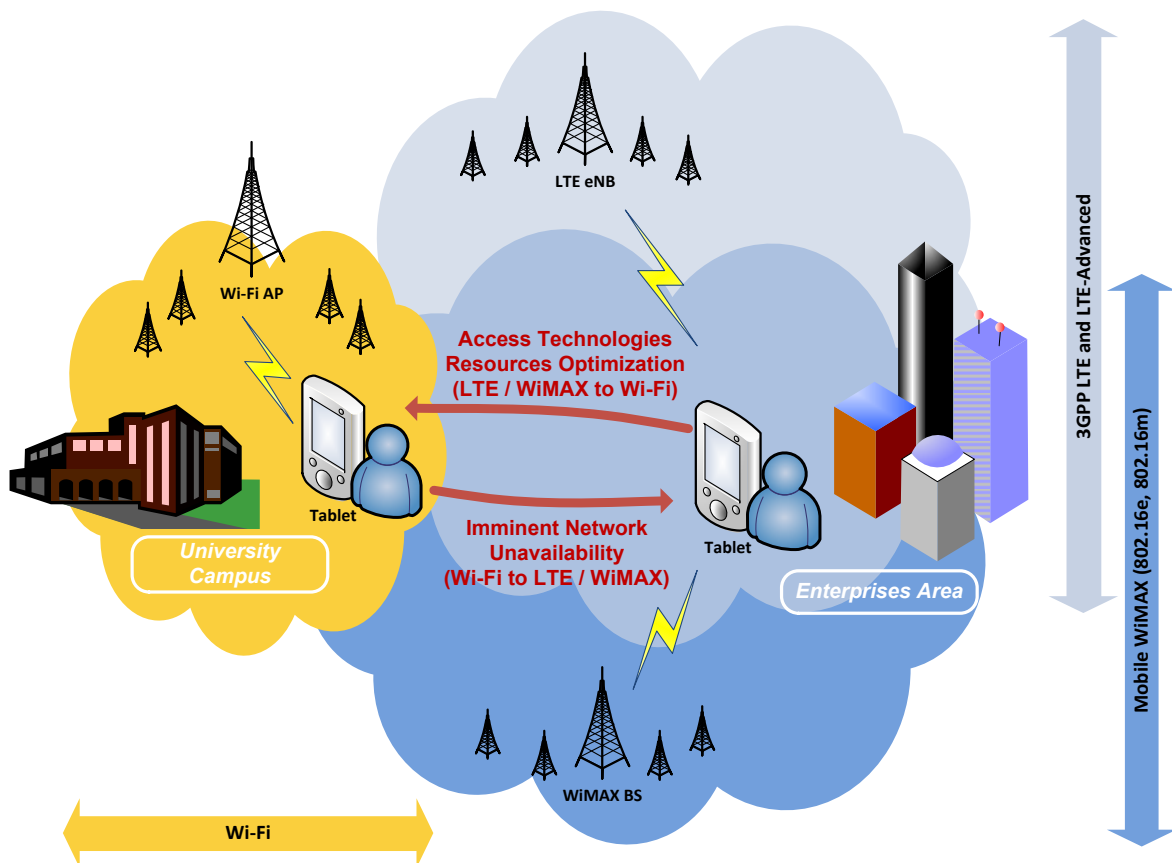 LTE eNB
Wi-Fi AP
Access Technologies
Resources Optimization
(LTE / WiMAX to Wi-Fi)
Tablet
Tablet
Imminent Network
Unavailability
(Wi-Fi to LTE / WiMAX)
University
Campus
Enterprises Area
WiMAX BS
Wi-Fi
3GPP LTE and LTE-Advanced
Mobile WiMAX (802.16e, 802.16m)